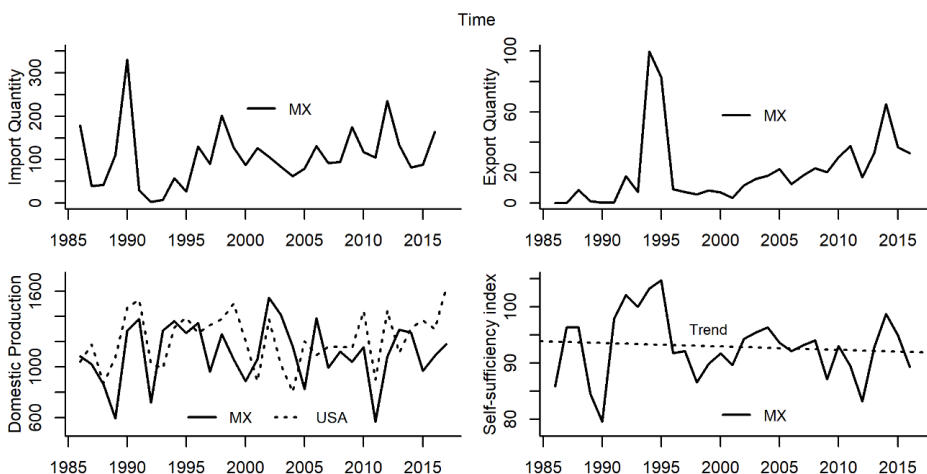 Time
Import Quantity
0 100 200 300
MX
1985 1990 1995 2000 2005 2010 2015
Export Quantity
0 20 60 100
MX
1985 1990 1995 2000 2005 2010 2015
Domestic Production
600 1000 1600
MX USA
1985 1990 1995 2000 2005 2010 2015
Self-sufficiency index
80 90 100
Trend
MX
1985 1990 1995 2000 2005 2010 2015